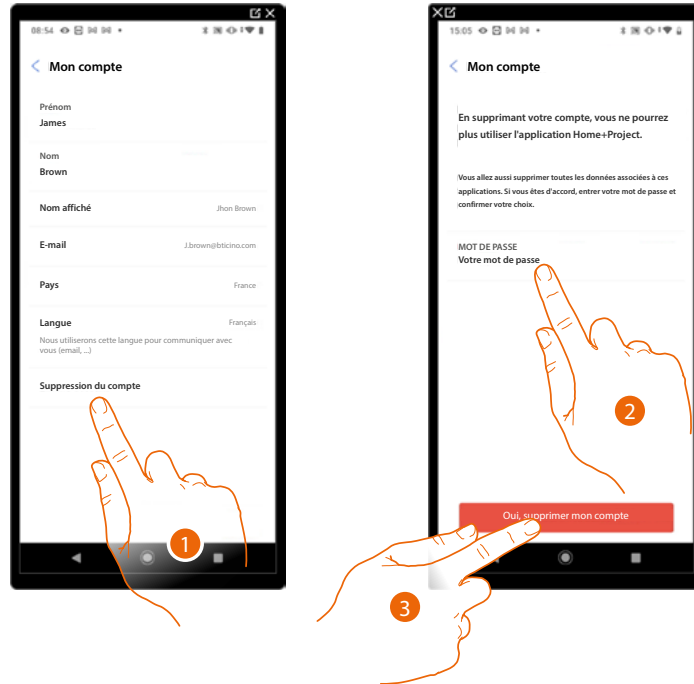 08:54
Mon compte
Prénom
James
Nom
Brown
Nom affiché
Jhon Brown
E-mail
J.brown@bticino.com
Pays
France
Langue
Français
Nous utiliserons cette langue pour communiquer avec
vous (email, ...)
Suppression du compte
1
15:05
Mon compte
En supprimant votre compte, vous ne pourrez
plus utiliser l'application Home+Project.
Vous allez aussi supprimer toutes les données associées à ces
applications. Si vous êtes d'accord, entrer votre mot de passe et
confirmer votre choix.
MOT DE PASSE
Votre mot de passe
2
Oui, supprimer mon compte
3